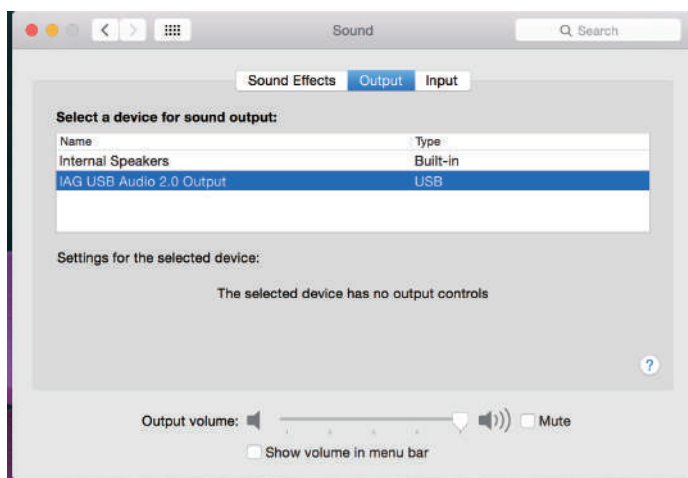 Sound
Search
Sound Effects Output Input
Select a device for sound output:
Name Type
Internal Speakers Built-in
IAG USB Audio 2.0 Output USB
Settings for the selected device:
The selected device has no output controls
?
Output volume: Mute
Show volume in menu bar